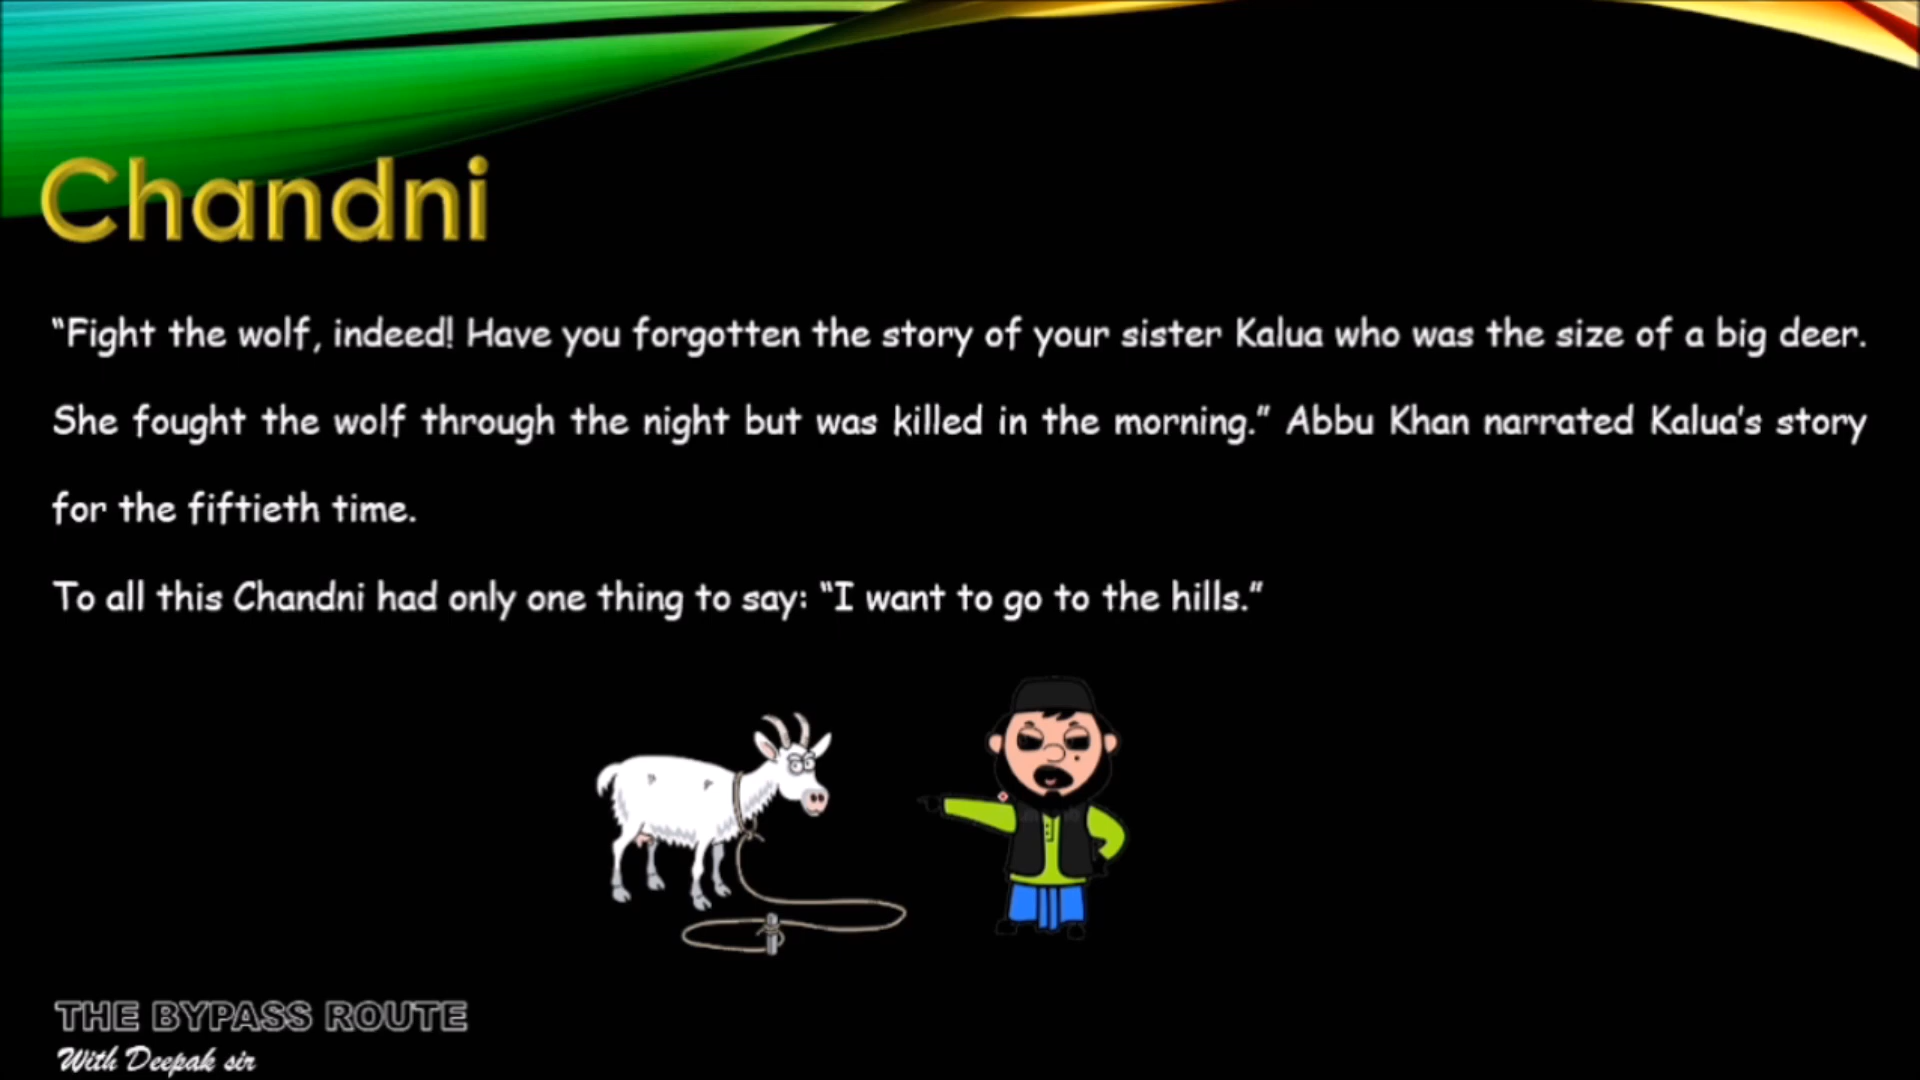 Chandni
“Fight the wolf, indeed! Have you forgotten the story of your sister Kalua who was the size of a big deer.
She fought the wolf through the night but was killed in the morning.” Abbu Khan narrated Kalua’s story
for the fiftieth time.
To all this Chandni had only one thing to say: “I want to go to the hills.”
THE BYPASS ROUTE
With Deepak sir